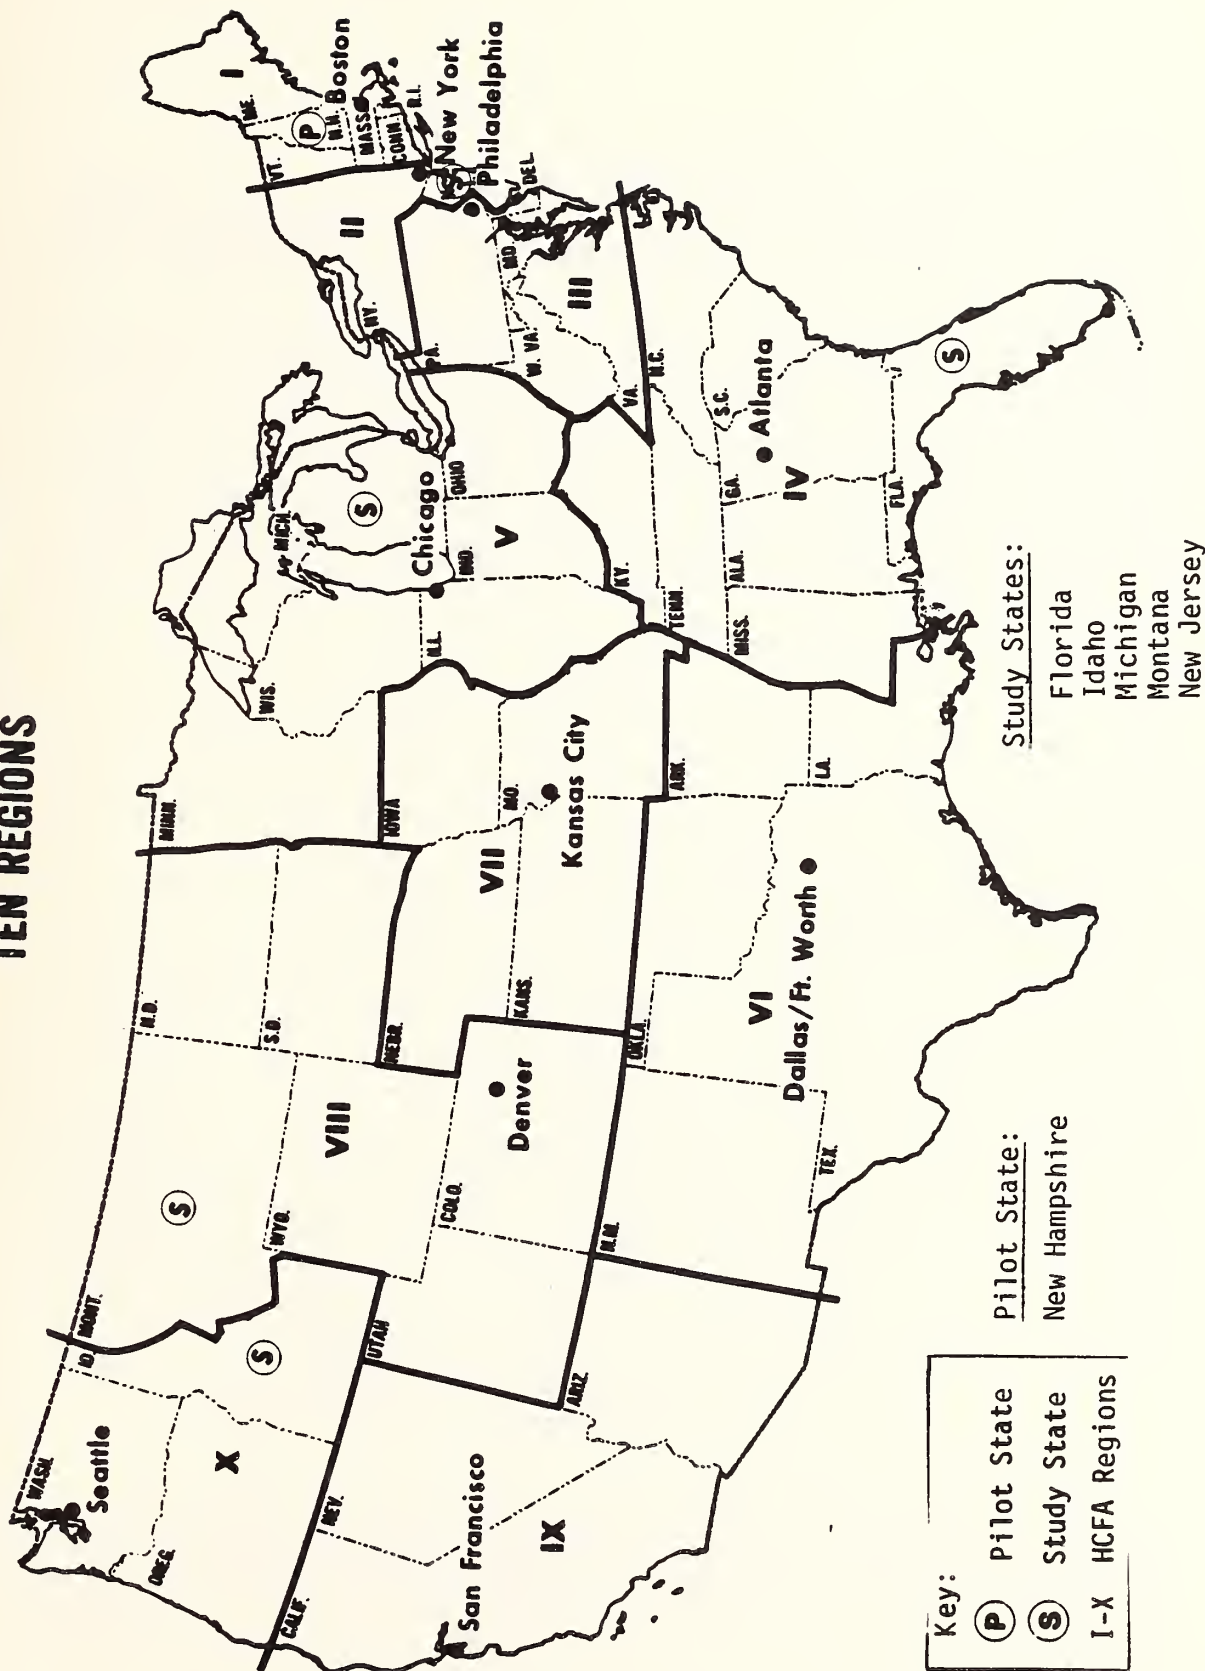 TEN REGIONS
WASH.
Seattle
OREG.
X
ID.
MONT.
S
S
N.D.
MINN.
S.D.
WYO.
VIII
NEBR.
IOWA
WIS.
MICH.
S
Chicago
ILL.
IND.
OHIO
V
PA.
N.Y.
II
VT.
N.H.
P
ME.
I
Boston
MASS.
CONN.
R.I.
New York
S
Philadelphia
DEL.
MD.
W. VA.
III
VA.
CALIF.
NEV.
San Francisco
IX
UTAH
ARIZ.
COLO.
Denver
N.M.
KANS.
VII
MO.
Kansas City
OKLA.
VI
Dallas/Ft. Worth
TEX.
ARK.
LA.
KY.
TENN.
MISS.
ALA.
GA.
IV
Atlanta
S.C.
N.C.
FLA.
S
Key:
P Pilot State
S Study State
I-X HCFA Regions
Pilot State:
New Hampshire
Study States:
Florida
Idaho
Michigan
Montana
New Jersey